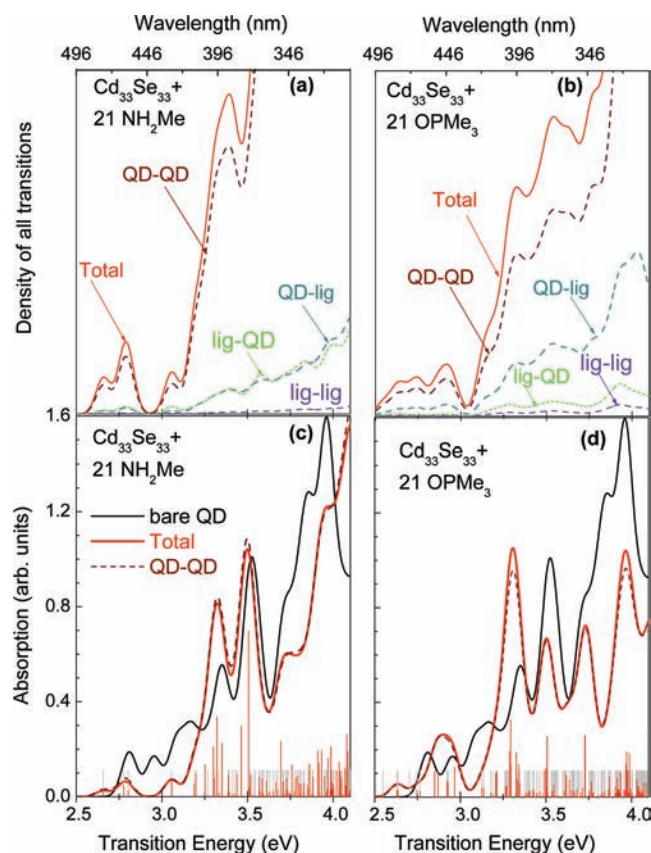 Wavelength (nm)
Wavelength (nm)
496 446 396 346
496 446 396 346
Cd33Se33+
21 NH2Me
(a)
Cd33Se33+
21 OPMe3
(b)
Density of all transitions
QD-QD
Total
QD-lig
lig-QD
lig-lig
Total
QD-QD
QD-lig
lig-QD
lig-lig
1.6
1.2
0.8
0.4
0.0
Absorption (arb. units)
Cd33Se33+
21 NH2Me
(c)
bare QD
Total
QD-QD
Cd33Se33+
21 OPMe3
(d)
2.5 3.0 3.5 4.0
2.5 3.0 3.5 4.0
Transition Energy (eV)
Transition Energy (eV)